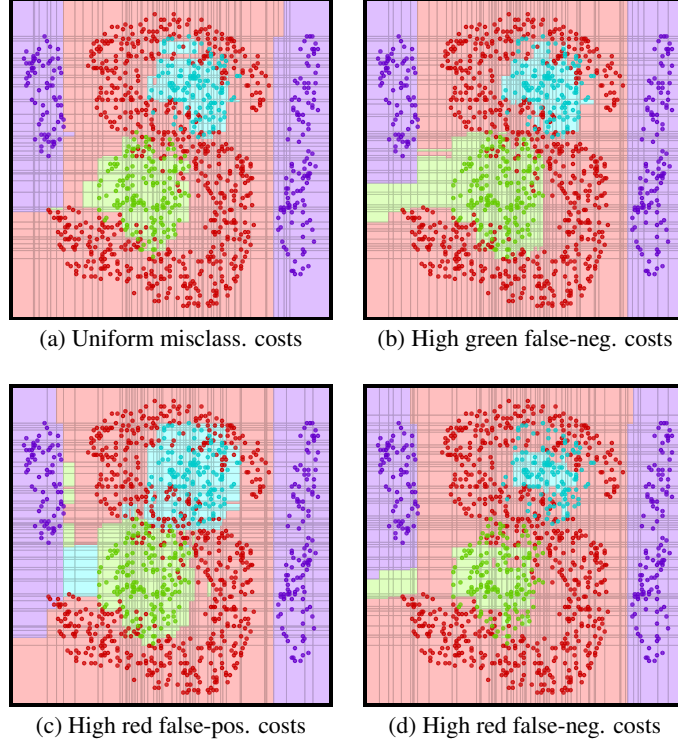 (a) Uniform misclass. costs
(b) High green false-neg. costs
(c) High red false-pos. costs
(d) High red false-neg. costs